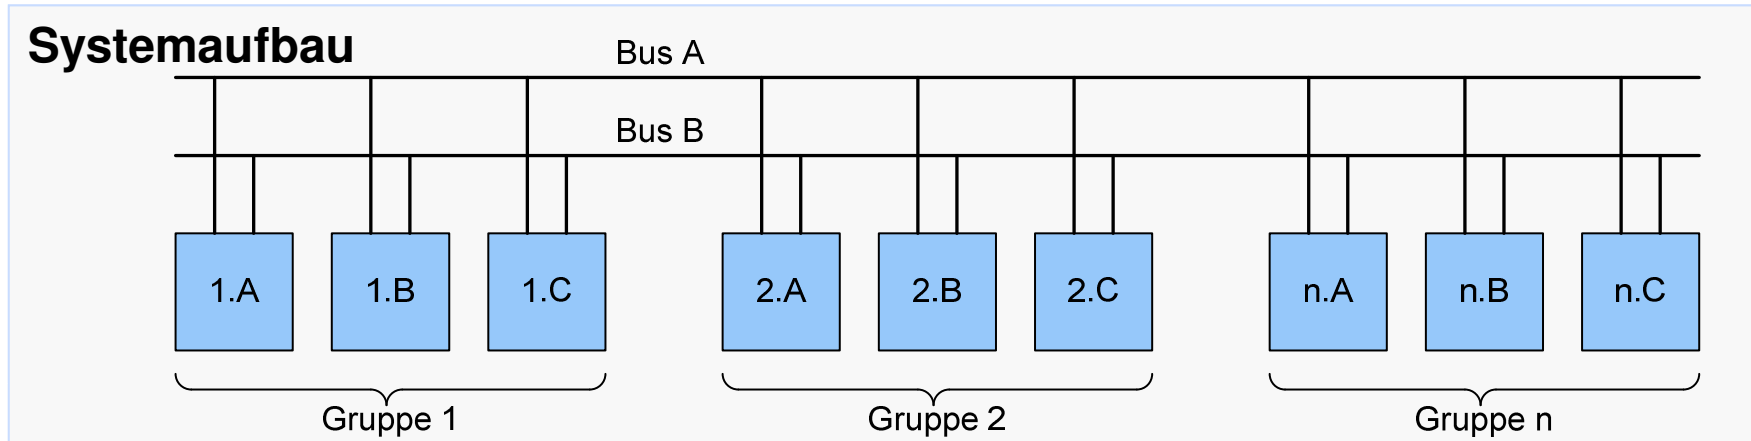 Systemaufbau
Bus A
Bus B
1.A 1.B 1.C 2.A 2.B 2.C n.A n.B n.C
Gruppe 1 Gruppe 2 Gruppe n